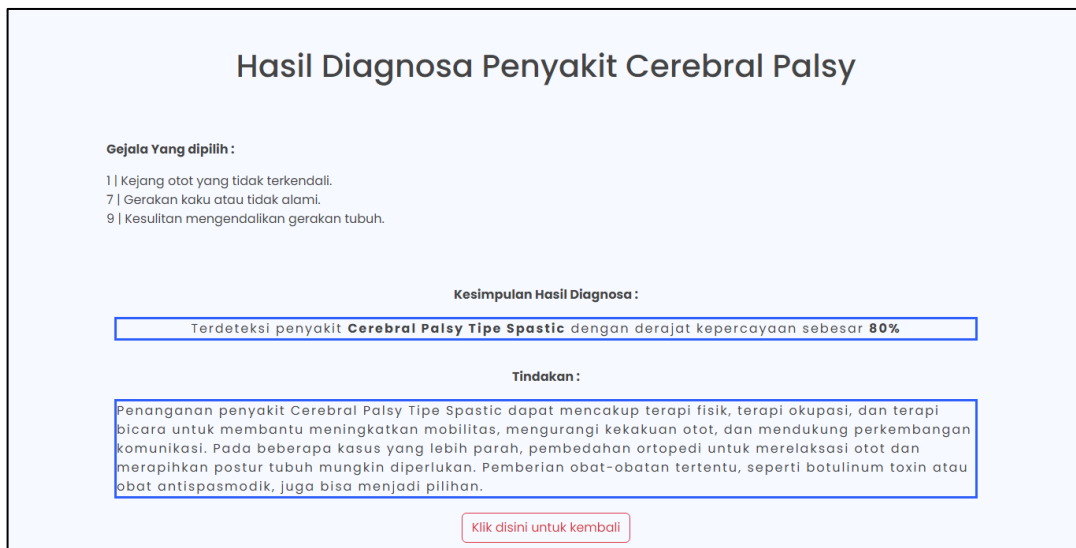 Hasil Diagnosa Penyakit Cerebral Palsy
Gejala Yang dipilih :
1 | Kejang otot yang tidak terkendali.
7 | Gerakan kaku atau tidak alami.
9 | Kesulitan mengendalikan gerakan tubuh.
Kesimpulan Hasil Diagnosa :
Terdeteksi penyakit Cerebral Palsy Tipe Spastic dengan derajat kepercayaan sebesar 80%
Tindakan :
Penanganan penyakit Cerebral Palsy Tipe Spastic dapat mencakup terapi fisik, terapi okupasi, dan terapi
bicara untuk membantu meningkatkan mobilitas, mengurangi kekakuan otot, dan mendukung perkembangan
komunikasi. Pada beberapa kasus yang lebih parah, pembedahan ortopedi untuk merelaksasi otot dan
merapihkan postur tubuh mungkin diperlukan. Pemberian obat-obatan tertentu, seperti botulinum toxin atau
obat antispasmodik, juga bisa menjadi pilihan.
Klik disini untuk kembali